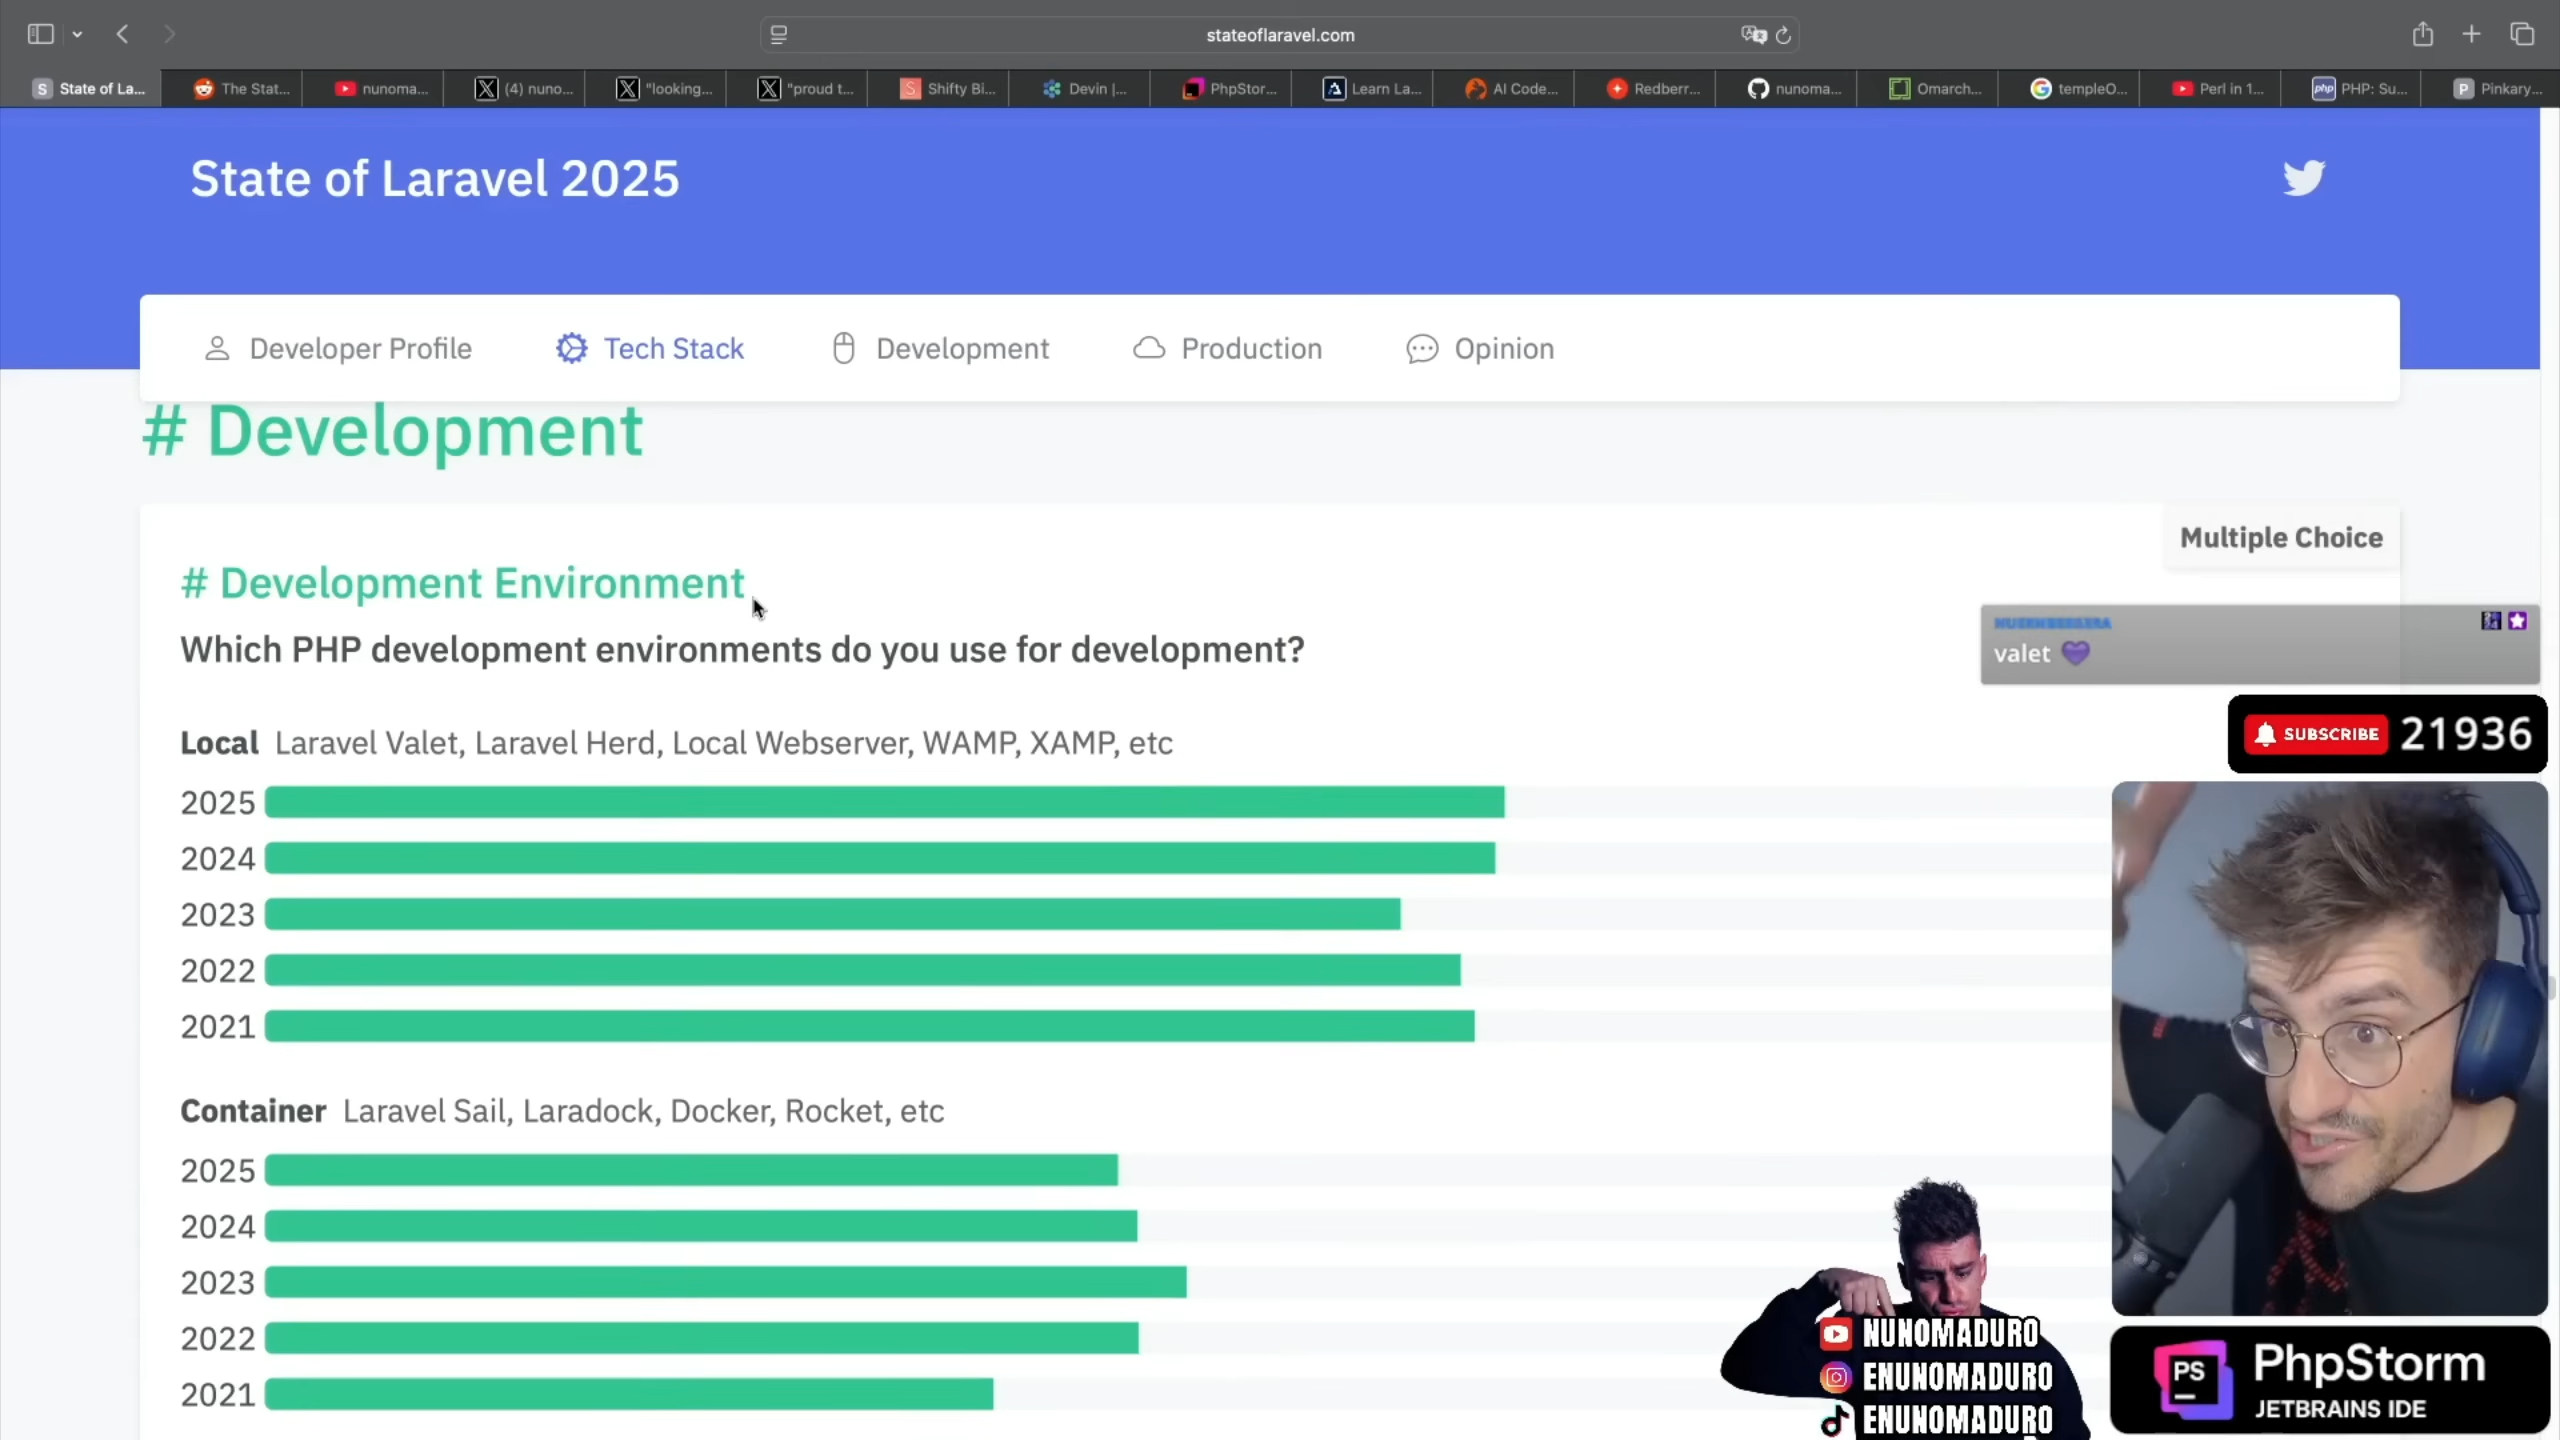 stateoflaravel.com
S State of La...
The Stat...
nunoma...
(4) nuno...
"looking...
"proud t...
Shifty Bi...
Devin |...
PhpStor...
Learn La...
AI Code...
Redberr...
nunoma...
Omarch...
templeO...
Perl in 1...
php PHP: Su...
P Pinkary...
State of Laravel 2025
Developer Profile
Tech Stack
Development
Production
Opinion
# Development
Multiple Choice
# Development Environment
Which PHP development environments do you use for development?
valet 💜
SUBSCRIBE 21936
Local Laravel Valet, Laravel Herd, Local Webserver, WAMP, XAMP, etc
2025
2024
2023
2022
2021
Container Laravel Sail, Laradock, Docker, Rocket, etc
2025
2024
2023
2022
2021
NUNOMADURO
ENUNOMADURO
ENUNOMADURO
PS
PhpStorm
JETBRAINS IDE